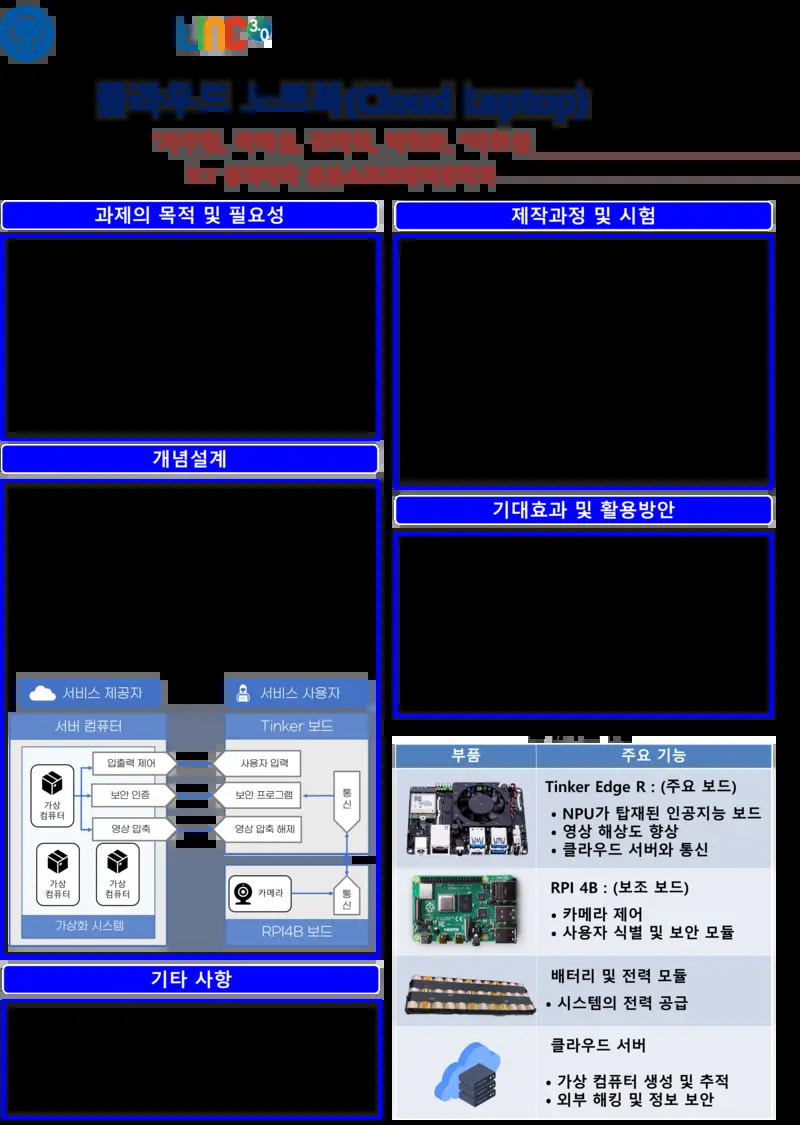 LINC 3.0
클라우드 노트북(Cloud Laptop)
과제의 목적 및 필요성
제작과정 및 시험
개념설계
기대효과 및 활용방안
서비스 제공자
서비스 사용자
서버 컴퓨터
Tinker 보드
입출력 제어
사용자 입력
보안 인증
보안 프로그램
영상 압축
영상 압축 해제
가상
컴퓨터
가상
컴퓨터
가상
컴퓨터
가상화 시스템
통
신
카메라
통
신
RPI4B 보드
기타 사항
부품
주요 기능
Tinker Edge R : (주요 보드)
• NPU가 탑재된 인공지능 보드
• 영상 해상도 향상
• 클라우드 서버와 통신
RPI 4B : (보조 보드)
• 카메라 제어
• 사용자 식별 및 보안 모듈
배터리 및 전력 모듈
• 시스템의 전력 공급
클라우드 서버
• 가상 컴퓨터 생성 및 추적
• 외부 해킹 및 정보 보안